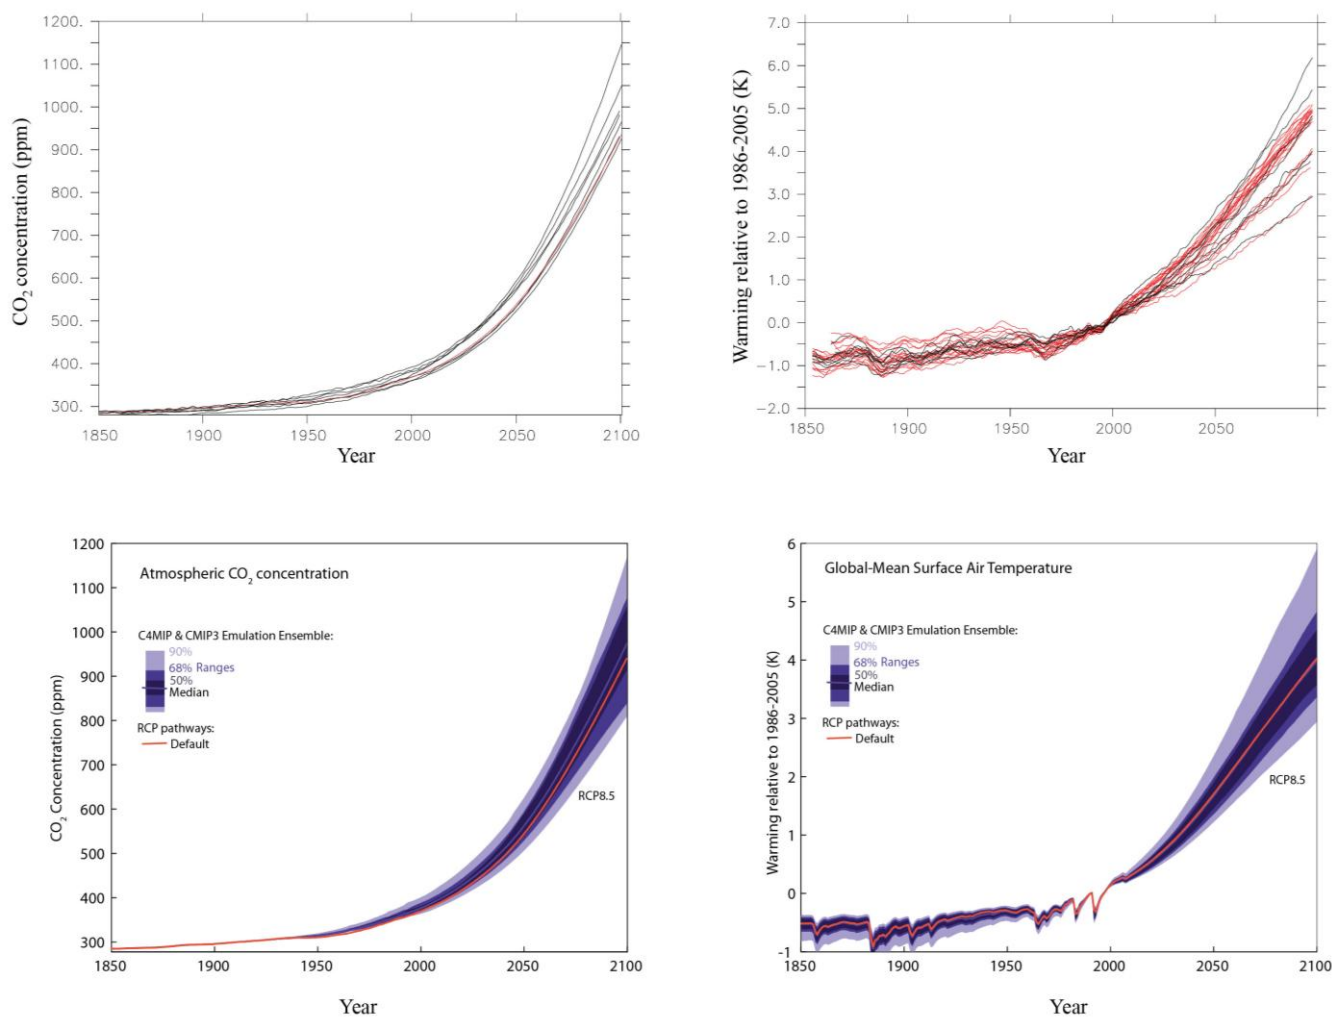 1200.
1100.
1000.
900.
800.
700.
600.
500.
400.
300.
CO2 concentration (ppm)
1850
1900
1950
2000
2050
2100
Year
7.0
6.0
5.0
4.0
3.0
2.0
1.0
0.0
−1.0
−2.0
Warming relative to 1986-2005 (K)
1850
1900
1950
2000
2050
Year
1200
1100
1000
900
800
700
600
500
400
300
CO2 Concentration (ppm)
Atmospheric CO2 concentration
C4MIP & CMIP3 Emulation Ensemble:
90%
68% Ranges
50%
Median
RCP pathways:
Default
RCP8.5
1850
1900
1950
2000
2050
2100
Year
6
5
4
3
2
1
0
-1
Warming relative to 1986-2005 (K)
Global-Mean Surface Air Temperature
C4MIP & CMIP3 Emulation Ensemble:
90%
68% Ranges
50%
Median
RCP pathways:
Default
RCP8.5
1850
1900
1950
2000
2050
2100
Year